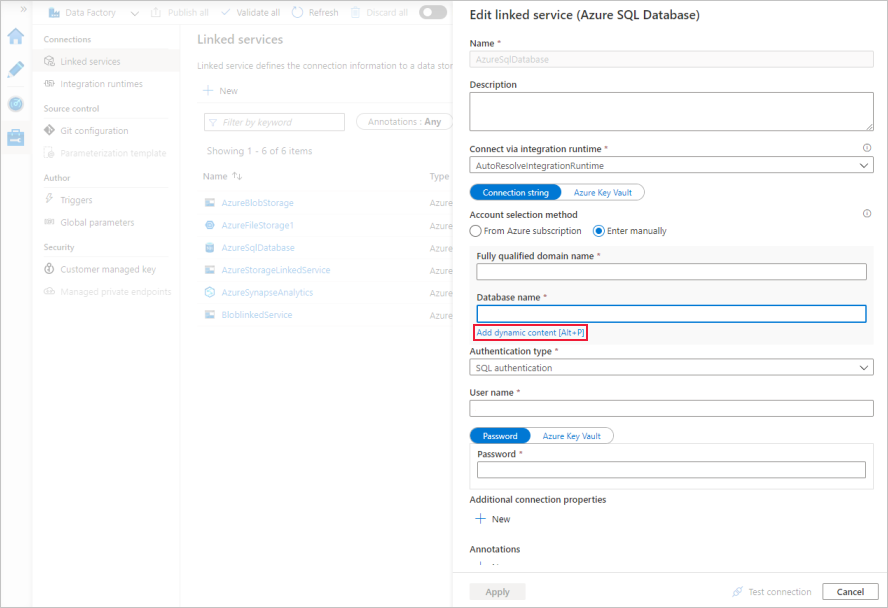 »
Data Factory
Publish all
Validate all
Refresh
Discard all
Connections
Linked services
Integration runtimes
Source control
Git configuration
Parameterization template
Author
Triggers
Global parameters
Security
Customer managed key
Managed private endpoints
Linked services
Linked service defines the connection information to a data stor
New
Filter by keyword
Annotations : Any
Showing 1 - 6 of 6 items
Name
Type
AzureBlobStorage
Azure
AzureFileStorage1
Azure
AzureSqlDatabase
Azure
AzureStorageLinkedService
Azure
AzureSynapseAnalytics
Azure
BloblinkedService
Azure
Edit linked service (Azure SQL Database)
Name *
AzureSqlDatabase
Description
Connect via integration runtime *
AutoResolveIntegrationRuntime
Connection string
Azure Key Vault
Account selection method
From Azure subscription
Enter manually
Fully qualified domain name *
Database name *
Add dynamic content [Alt+P]
Authentication type *
SQL authentication
User name *
Password
Azure Key Vault
Password *
Additional connection properties
New
Annotations
Apply
Test connection
Cancel